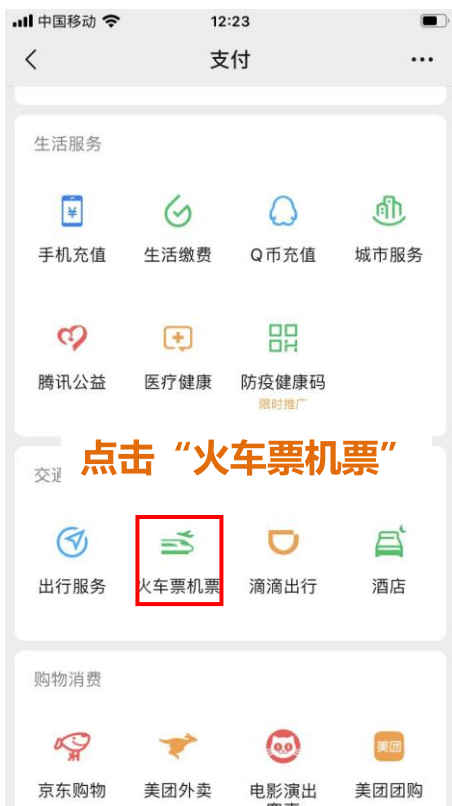 中国移动 12:23
支付
生活服务
¥
手机充值 生活缴费 Q币充值 城市服务
腾讯公益 医疗健康 防疫健康码
限时推广
点击“火车票机票”
交通
出行服务 火车票机票 滴滴出行 酒店
购物消费
美团
京东购物 美团外卖 电影演出 美团团购